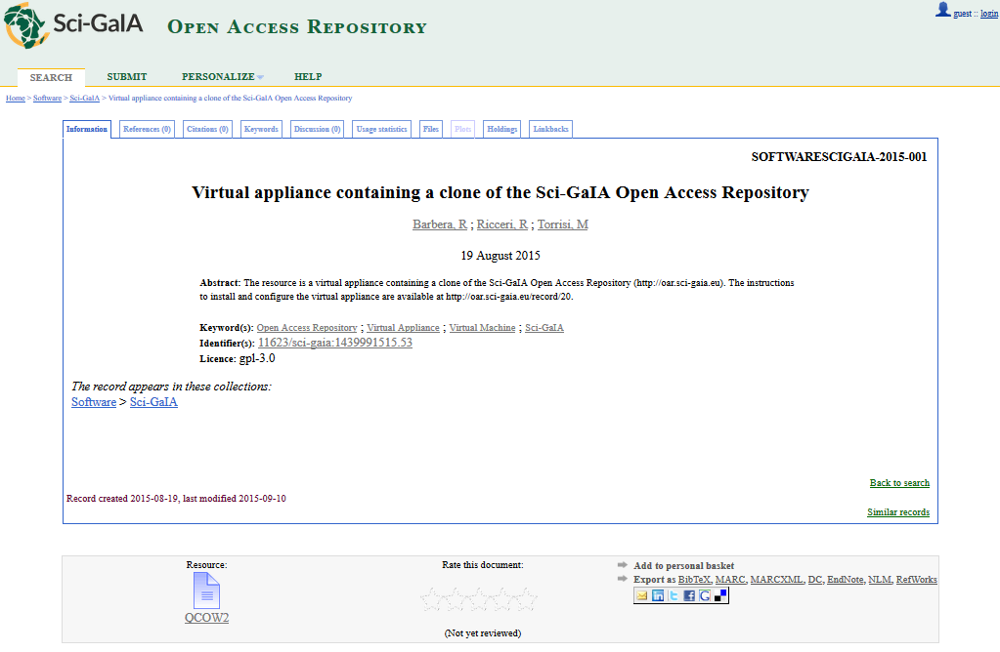 Sci-GaIA
OPEN ACCESS REPOSITORY
guest :: login
SEARCH SUBMIT PERSONALIZE HELP
Home > Software > Sci-GaIA > Virtual appliance containing a clone of the Sci-GaIA Open Access Repository
Information References (0) Citations (0) Keywords Discussion (0) Usage statistics Files Plots Holdings Linkbacks
SOFTWARESCIGAIA-2015-001
Virtual appliance containing a clone of the Sci-GaIA Open Access Repository
Barbera, R ; Ricceri, R ; Torrisi, M
19 August 2015
Abstract: The resource is a virtual appliance containing a clone of the Sci-GaIA Open Access Repository (http://oar.sci-gaia.eu). The instructions
to install and configure the virtual appliance are available at http://oar.sci-gaia.eu/record/20.
Keyword(s): Open Access Repository ; Virtual Appliance ; Virtual Machine ; Sci-GaIA
Identifier(s): 11623/sci-gaia:1439991515.53
Licence: gpl-3.0
The record appears in these collections:
Software > Sci-GaIA
Back to search
Record created 2015-08-19, last modified 2015-09-10
Similar records
Resource:
QCOW2
Rate this document:
(Not yet reviewed)
Add to personal basket
Export as BibTeX, MARC, MARCXML, DC, EndNote, NLM, RefWorks